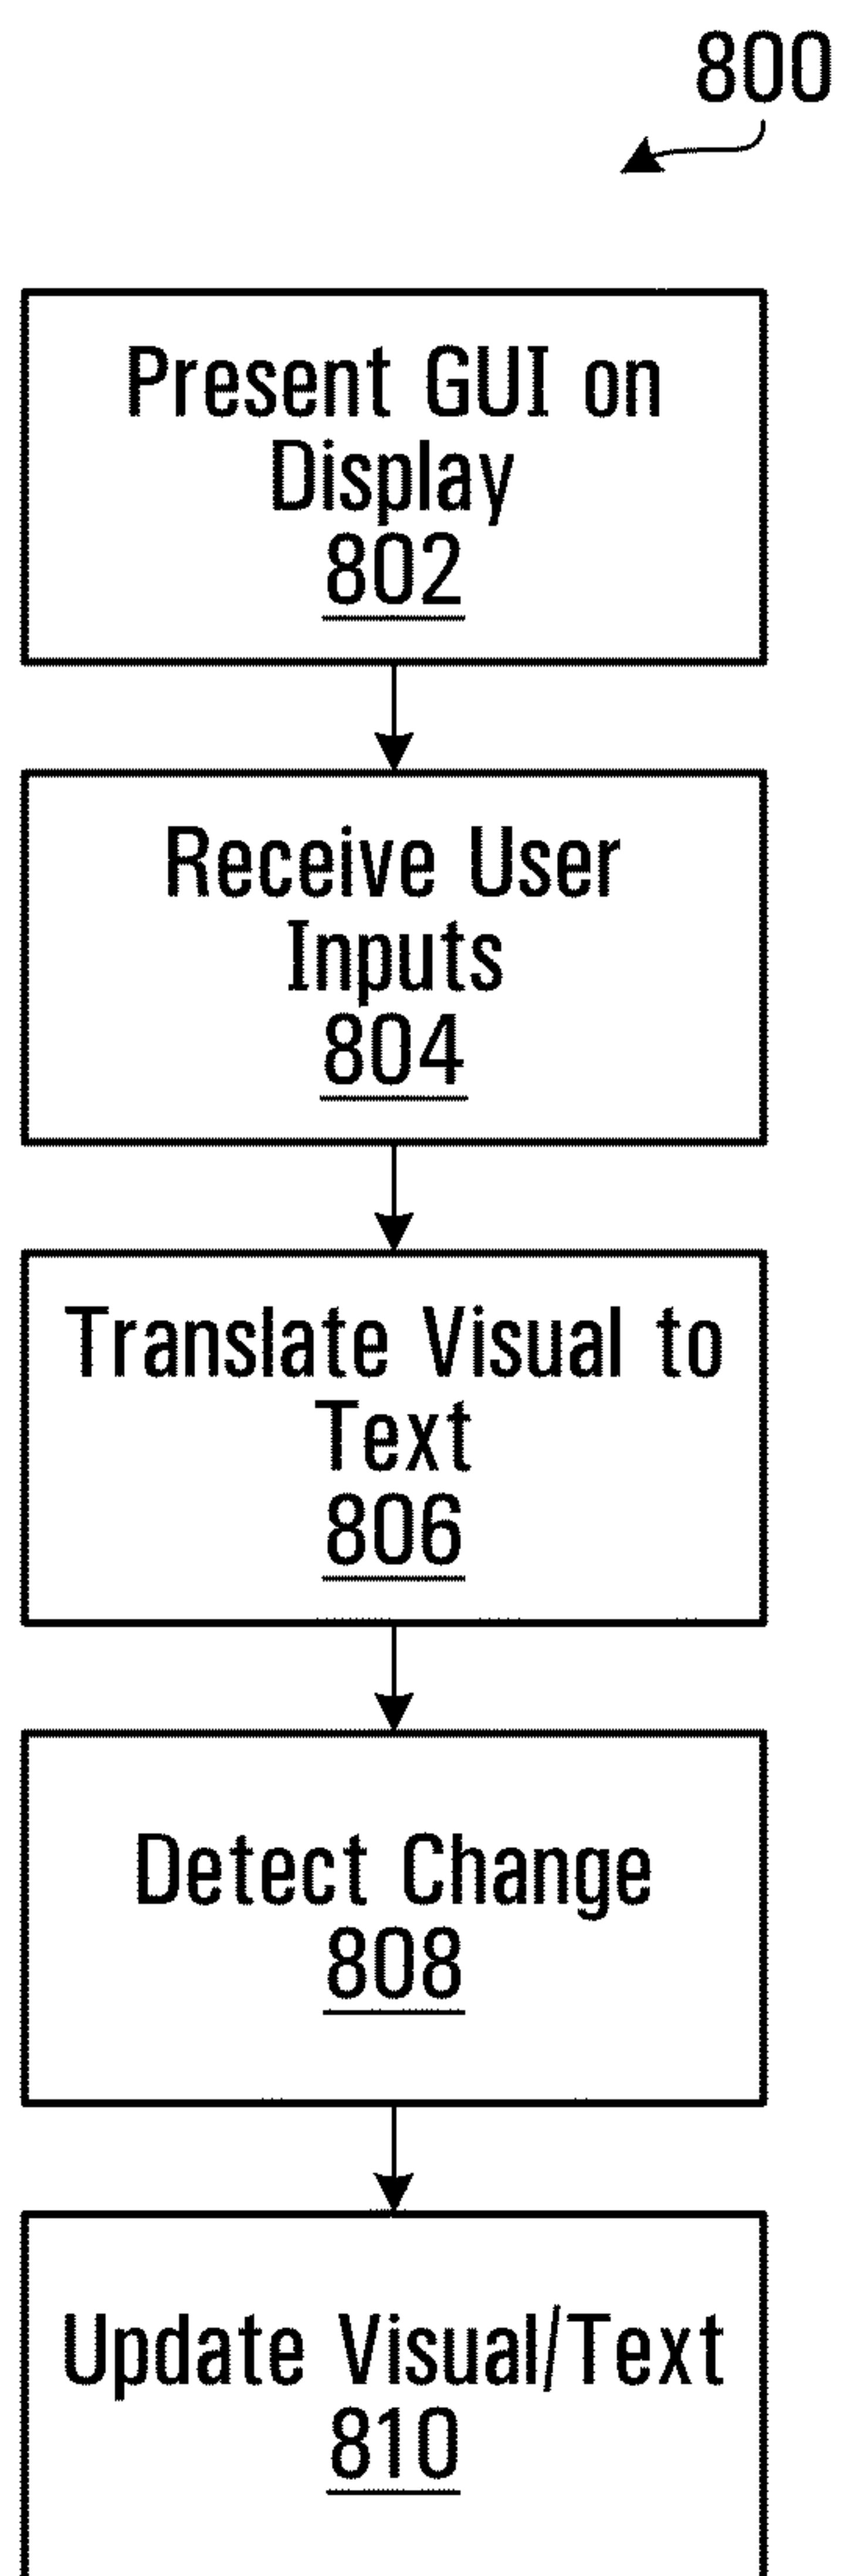 800
Present GUI on
Display
802
Receive User
Inputs
804
Translate Visual to
Text
806
Detect Change
808
Update Visual/Text
810